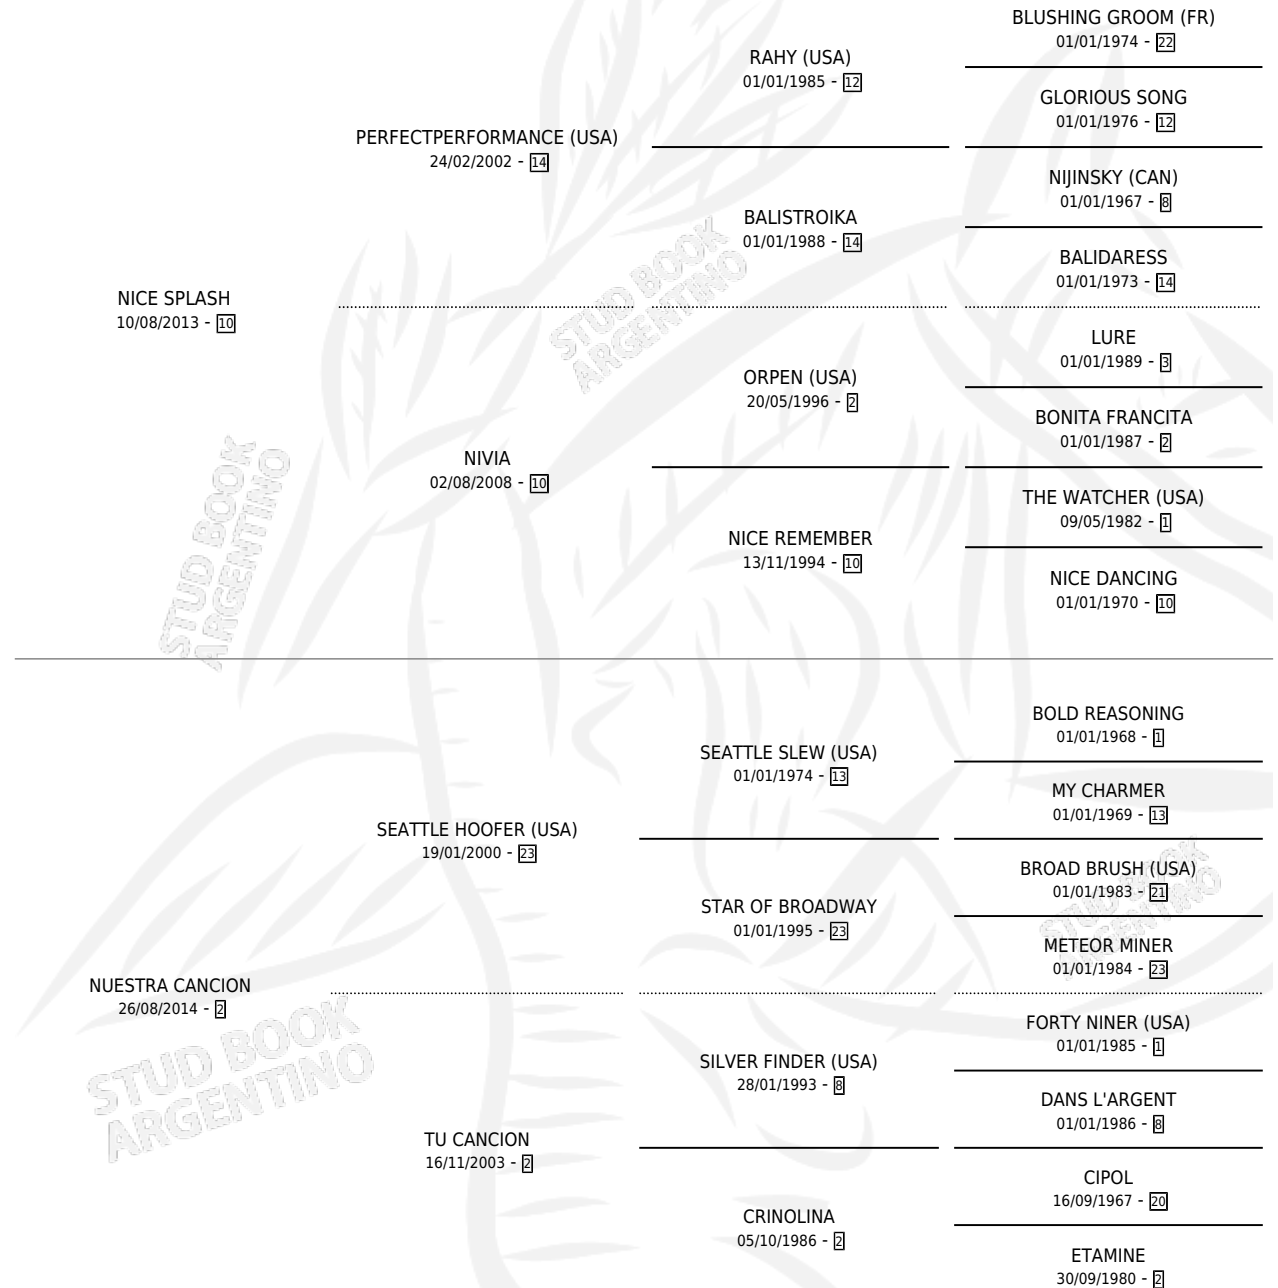 BLUSHING GROOM (FR)
01/01/1974 - 22
RAHY (USA)
01/01/1985 - 12
GLORIOUS SONG
01/01/1976 - 12
PERFECTPERFORMANCE (USA)
24/02/2002 - 14
NIJINSKY (CAN)
01/01/1967 - 8
BALISTROIKA
01/01/1988 - 14
BALIDARESS
01/01/1973 - 14
NICE SPLASH
10/08/2013 - 10
STUD BOOK
ARGENTINO
LURE
01/01/1989 - 3
ORPEN (USA)
20/05/1996 - 2
BONITA FRANCITA
01/01/1987 - 2
NIVIA
02/08/2008 - 10
STUD BOOK
ARGENTINO
THE WATCHER (USA)
09/05/1982 - 1
NICE REMEMBER
13/11/1994 - 10
NICE DANCING
01/01/1970 - 10
BOLD REASONING
01/01/1968 - 1
SEATTLE SLEW (USA)
01/01/1974 - 13
MY CHARMER
01/01/1969 - 13
SEATTLE HOOFER (USA)
19/01/2000 - 23
BROAD BRUSH (USA)
01/01/1983 - 21
STUD BOOK
ARGENTINO
STAR OF BROADWAY
01/01/1995 - 23
METEOR MINER
01/01/1984 - 23
NUESTRA CANCION
26/08/2014 - 2
STUD BOOK
ARGENTINO
FORTY NINER (USA)
01/01/1985 - 1
SILVER FINDER (USA)
28/01/1993 - 8
DANS L'ARGENT
01/01/1986 - 8
TU CANCION
16/11/2003 - 2
CIPOL
16/09/1967 - 20
CRINOLINA
05/10/1986 - 2
ETAMINE
30/09/1980 - 2